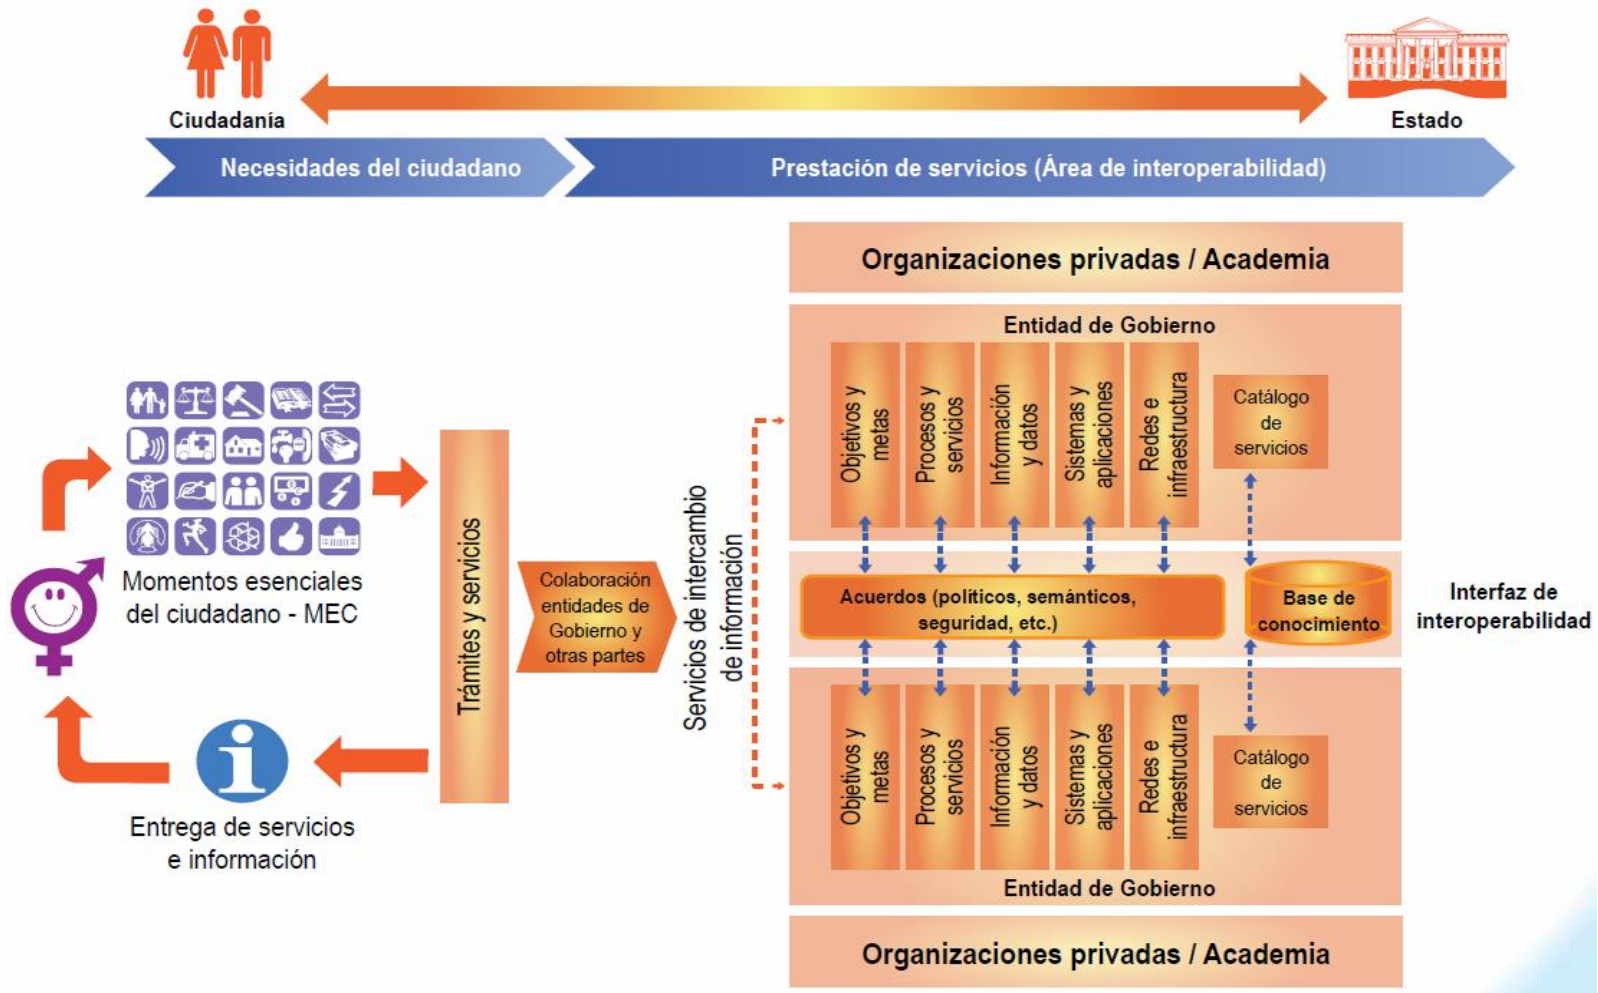 Ciudadanía
Estado
Necesidades del ciudadano
Prestación de servicios (Área de interoperabilidad)
Organizaciones privadas / Academia
Entidad de Gobierno
Objetivos y
metas
Procesos y
servicios
Información
y datos
Sistemas y
aplicaciones
Redes e
infraestructura
Catálogo
de
servicios
Momentos esenciales
del ciudadano - MEC
Trámites y servicios
Colaboración
entidades de
Gobierno y
otras partes
Servicios de intercambio
de información
Acuerdos (políticos, semánticos,
seguridad, etc.)
Base de
conocimiento
Interfaz de
interoperabilidad
Entrega de servicios
e información
Objetivos y
metas
Procesos y
servicios
Información
y datos
Sistemas y
aplicaciones
Redes e
infraestructura
Catálogo
de
servicios
Entidad de Gobierno
Organizaciones privadas / Academia